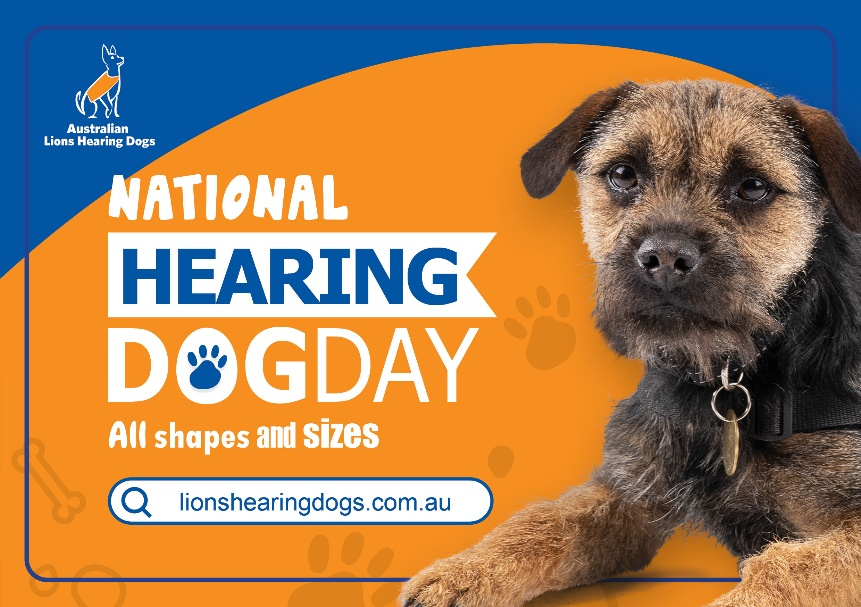 Australian
Lions Hearing Dogs
NATIONAL
HEARING
DOGDAY
All shapes and sizes
lionshearingdogs.com.au